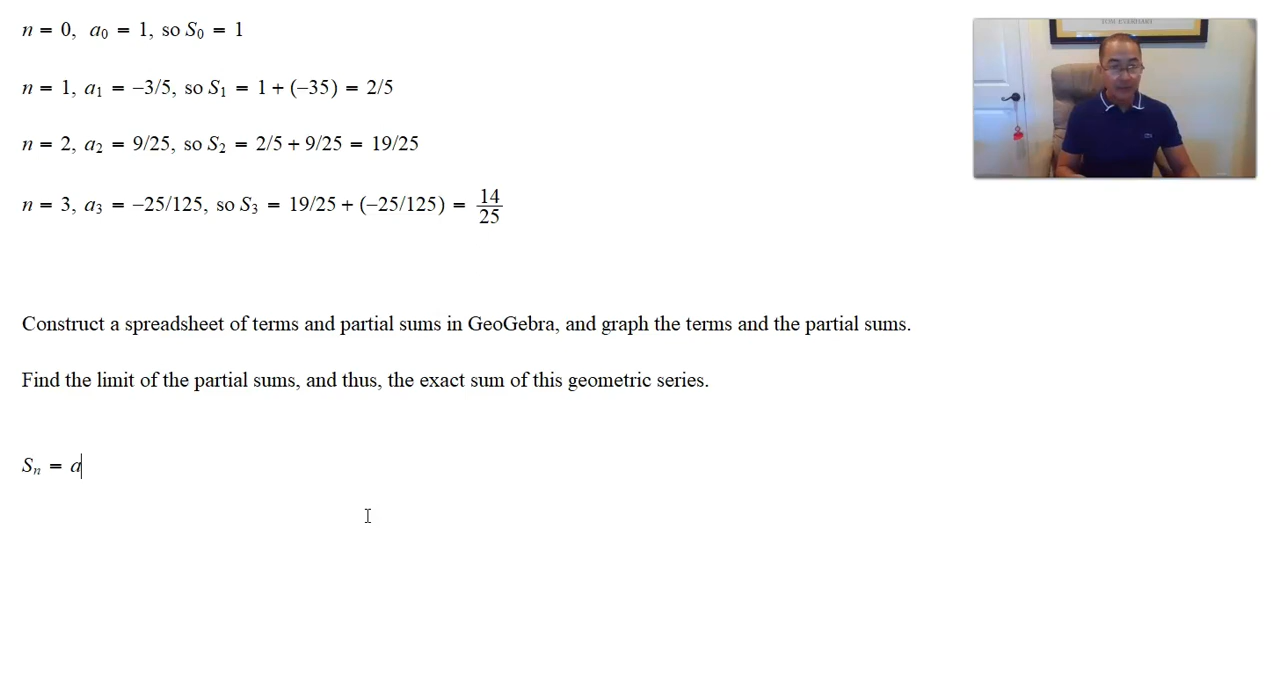 n = 0, a₀ = 1, so S₀ = 1
n = 1, a₁ = −3/5, so S₁ = 1 + (−35) = 2/5
n = 2, a₂ = 9/25, so S₂ = 2/5 + 9/25 = 19/25
n = 3, a₃ = −25/125, so S₃ = 19/25 + (−25/125) = 14/25
Construct a spreadsheet of terms and partial sums in GeoGebra, and graph the terms and the partial sums.
Find the limit of the partial sums, and thus, the exact sum of this geometric series.
Sₙ = a